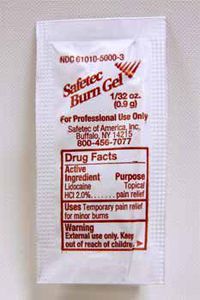 NDC 61010-5000-3
Safetec
Burn Gel
1/32 oz.
(0.9 g)
For Professional Use Only
Safetec of America, Inc.
Buffalo, NY 14215
800-456-7077
Drug Facts
Active
Ingredient Purpose
Lidocaine Topical
HCl 2.0%........pain relief
Uses Temporary pain relief
for minor burns
Warning
External use only. Keep
out of reach of children.